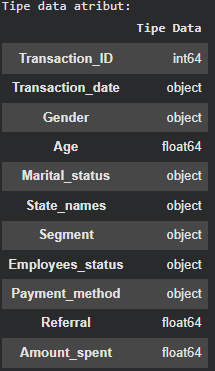 Tipe data atribut:
Tipe Data
Transaction_ID int64
Transaction_date object
Gender object
Age float64
Marital_status object
State_names object
Segment object
Employees_status object
Payment_method object
Referral float64
Amount_spent float64